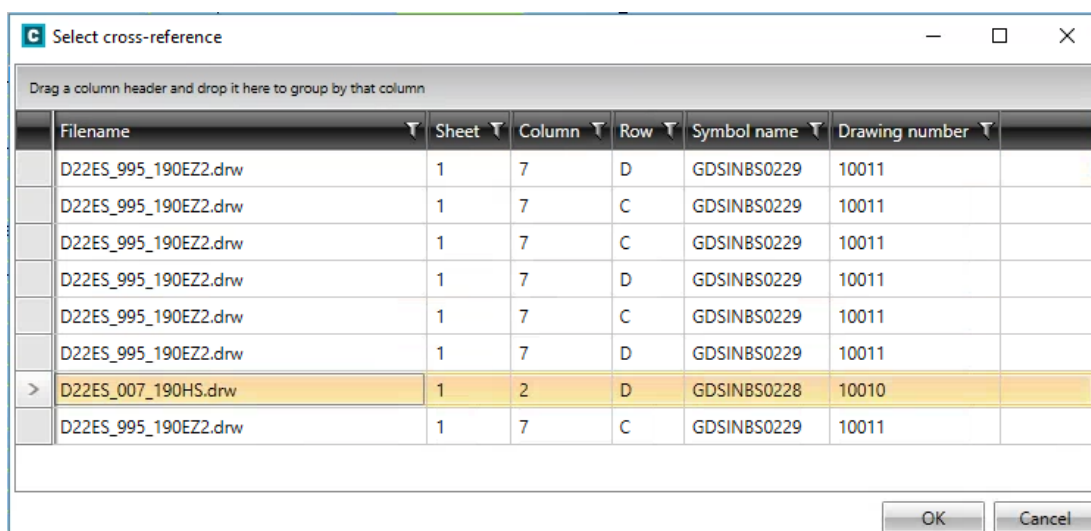 C Select cross-reference
Drag a column header and drop it here to group by that column
Filename Sheet Column Row Symbol name Drawing number
D22ES_995_190EZ2.drw 1 7 D GDSINBS0229 10011
D22ES_995_190EZ2.drw 1 7 C GDSINBS0229 10011
D22ES_995_190EZ2.drw 1 7 C GDSINBS0229 10011
D22ES_995_190EZ2.drw 1 7 D GDSINBS0229 10011
D22ES_995_190EZ2.drw 1 7 C GDSINBS0229 10011
D22ES_995_190EZ2.drw 1 7 D GDSINBS0229 10011
> D22ES_007_190HS.drw 1 2 D GDSINBS0228 10010
D22ES_995_190EZ2.drw 1 7 C GDSINBS0229 10011
OK Cancel